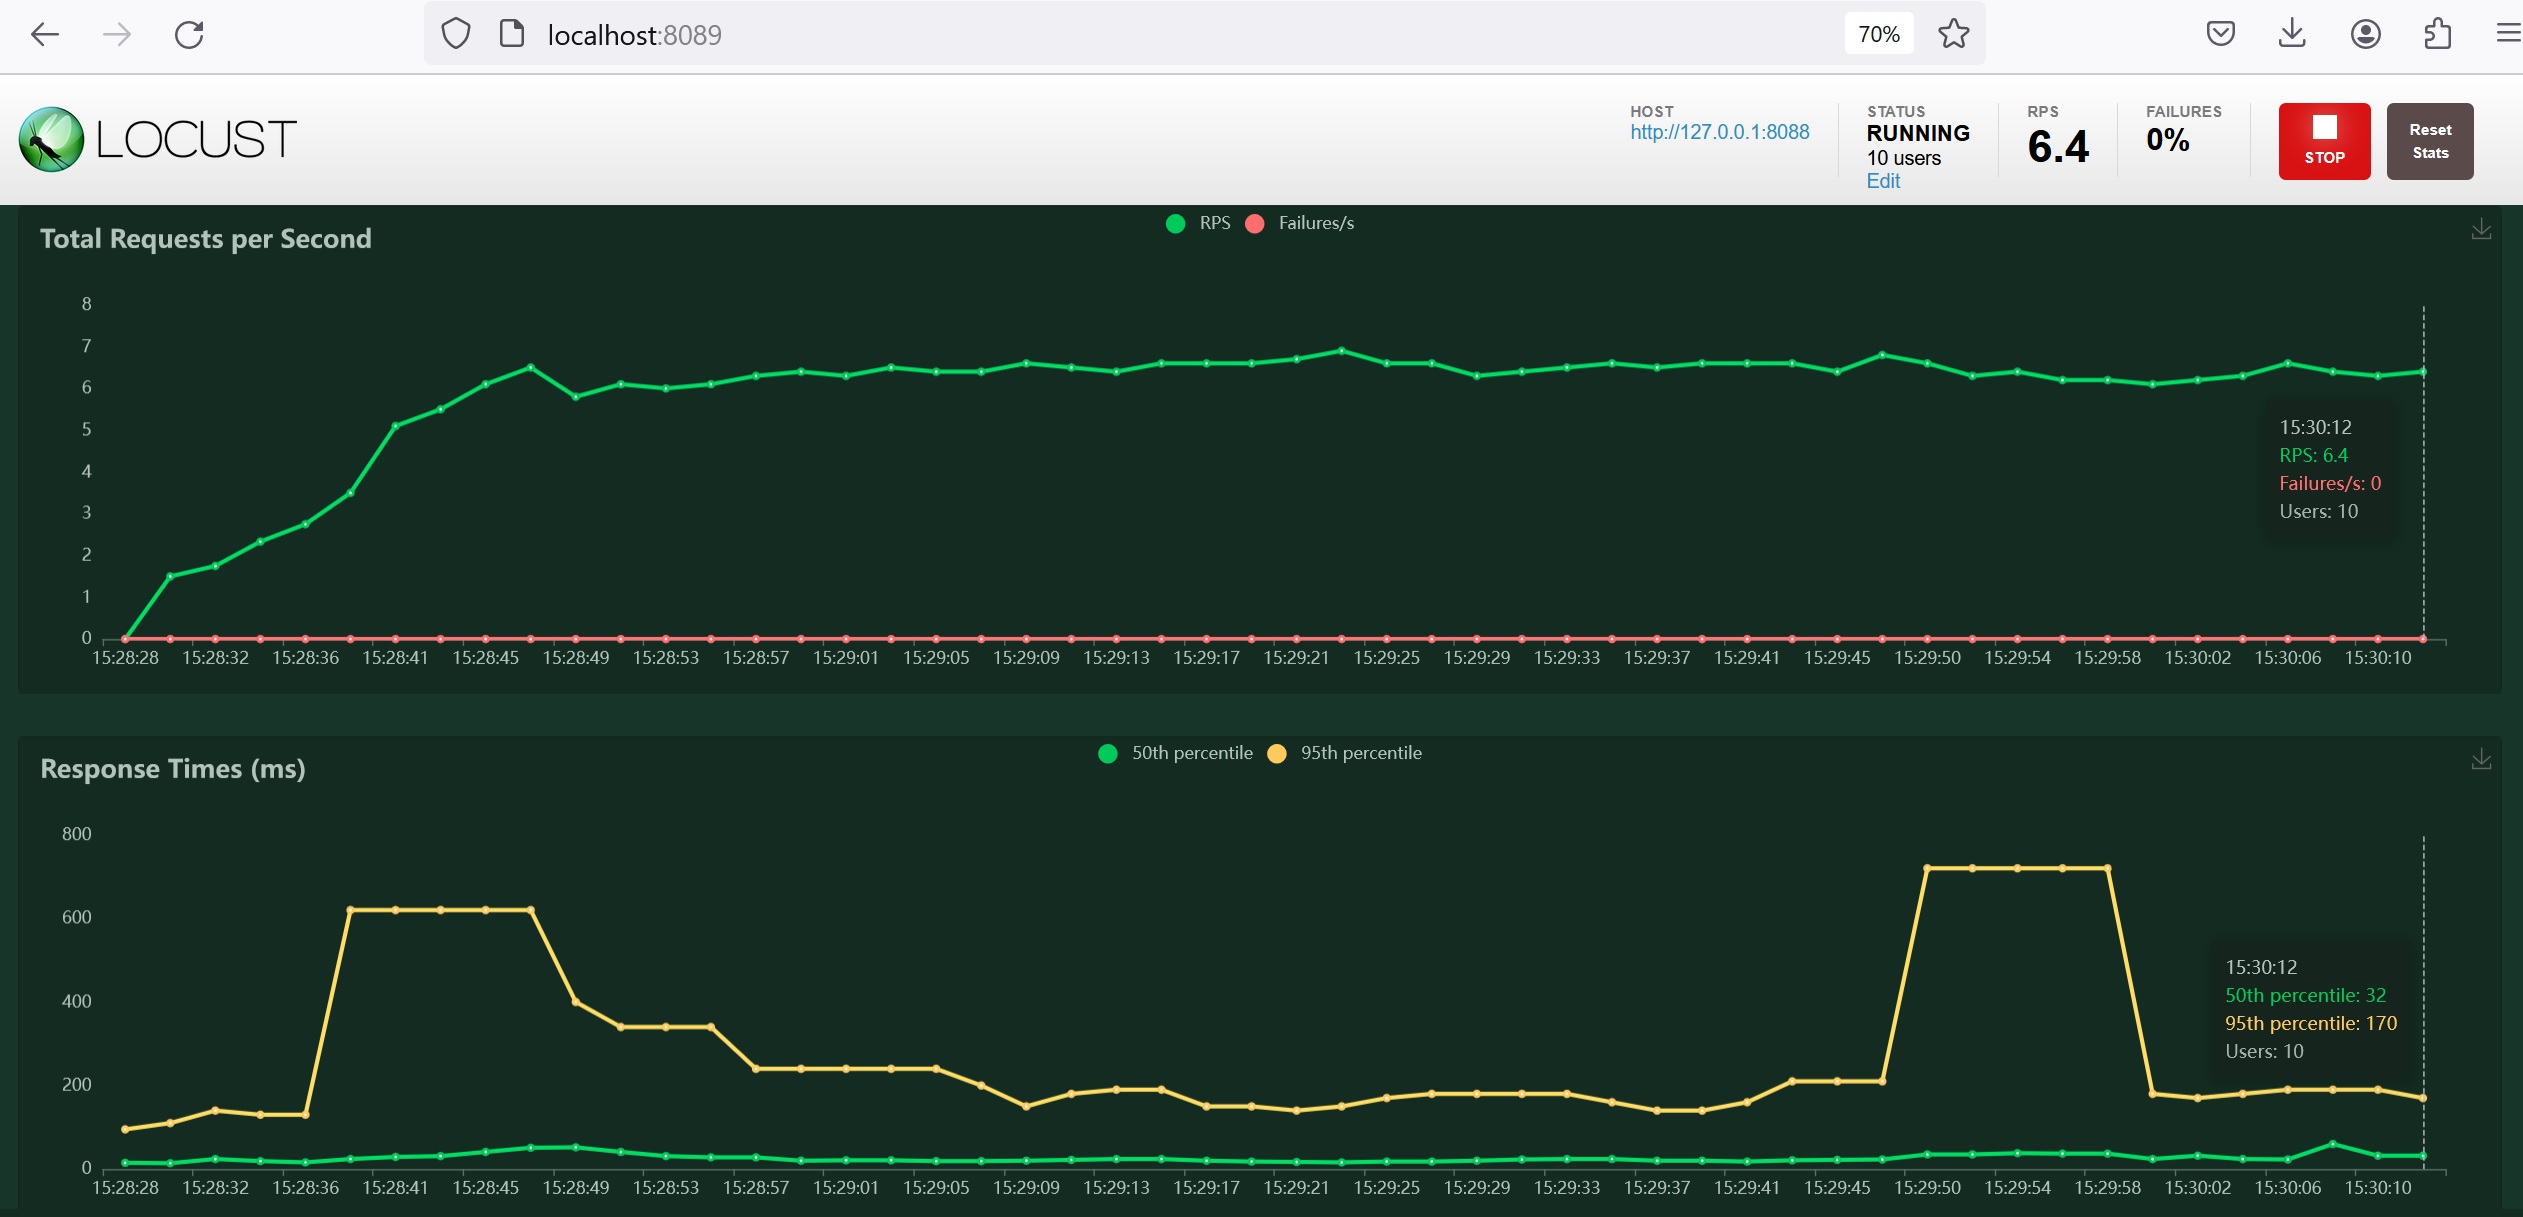 localhost:8089
70%
LOCUST
HOST
http://127.0.0.1:8088
STATUS
RUNNING
10 users
Edit
RPS
6.4
FAILURES
0%
STOP
Reset
Stats
Total Requests per Second
RPS Failures/s
8
7
6
5
4
3
2
1
0
15:28:28 15:28:32 15:28:36 15:28:41 15:28:45 15:28:49 15:28:53 15:28:57 15:29:01 15:29:05 15:29:09 15:29:13 15:29:17 15:29:21 15:29:25 15:29:29 15:29:33 15:29:37 15:29:41 15:29:45 15:29:50 15:29:54 15:29:58 15:30:02 15:30:06 15:30:10
15:30:12
RPS: 6.4
Failures/s: 0
Users: 10
Response Times (ms)
50th percentile 95th percentile
800
600
400
200
0
15:28:28 15:28:32 15:28:36 15:28:41 15:28:45 15:28:49 15:28:53 15:28:57 15:29:01 15:29:05 15:29:09 15:29:13 15:29:17 15:29:21 15:29:25 15:29:29 15:29:33 15:29:37 15:29:41 15:29:45 15:29:50 15:29:54 15:29:58 15:30:02 15:30:06 15:30:10
15:30:12
50th percentile: 32
95th percentile: 170
Users: 10